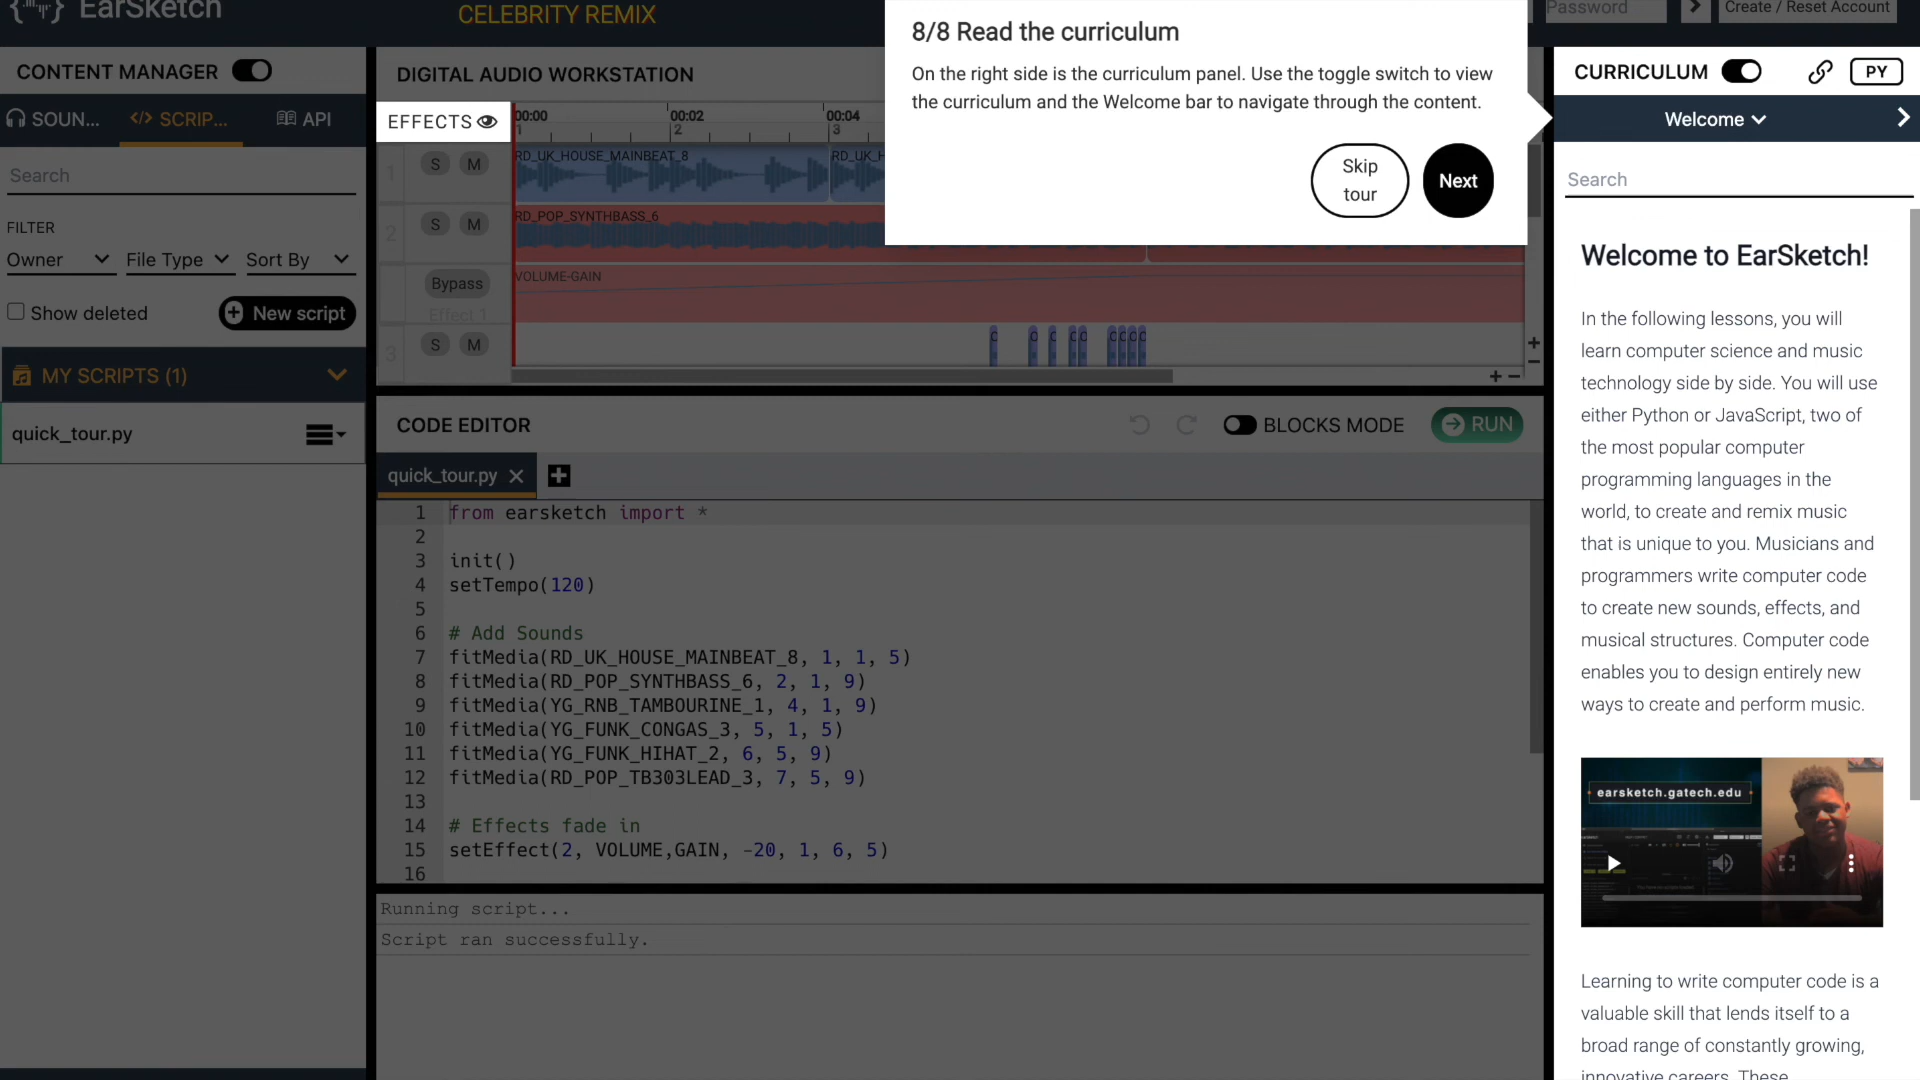 EarSketch
CELEBRITY REMIX
Password
Create / Reset Account
8/8 Read the curriculum
On the right side is the curriculum panel. Use the toggle switch to view
the curriculum and the Welcome bar to navigate through the content.
Skip
tour
Next
CONTENT MANAGER
SOUN...
</> SCRIP...
API
Search
FILTER
Owner
File Type
Sort By
Show deleted
New script
MY SCRIPTS (1)
quick_tour.py
DIGITAL AUDIO WORKSTATION
EFFECTS
00:00
00:02
00:04
1
2
3
1
S
M
RD_UK_HOUSE_MAINBEAT_8
RD_UK_H
2
S
M
RD_POP_SYNTHBASS_6
Bypass
VOLUME-GAIN
Effect 1
3
S
M
CODE EDITOR
BLOCKS MODE
RUN
quick_tour.py
1 from earsketch import *
2
3 init()
4 setTempo(120)
5
6 # Add Sounds
7 fitMedia(RD_UK_HOUSE_MAINBEAT_8, 1, 1, 5)
8 fitMedia(RD_POP_SYNTHBASS_6, 2, 1, 9)
9 fitMedia(YG_RNB_TAMBOURINE_1, 4, 1, 9)
10 fitMedia(YG_FUNK_CONGAS_3, 5, 1, 5)
11 fitMedia(YG_FUNK_HIHAT_2, 6, 5, 9)
12 fitMedia(RD_POP_TB303LEAD_3, 7, 5, 9)
13
14 # Effects fade in
15 setEffect(2, VOLUME,GAIN, -20, 1, 6, 5)
16
Running script...
Script ran successfully.
CURRICULUM
PY
Welcome
Search
Welcome to EarSketch!
In the following lessons, you will
learn computer science and music
technology side by side. You will use
either Python or JavaScript, two of
the most popular computer
programming languages in the
world, to create and remix music
that is unique to you. Musicians and
programmers write computer code
to create new sounds, effects, and
musical structures. Computer code
enables you to design entirely new
ways to create and perform music.
earsketch.gatech.edu
Learning to write computer code is a
valuable skill that lends itself to a
broad range of constantly growing,
innovative careers. These